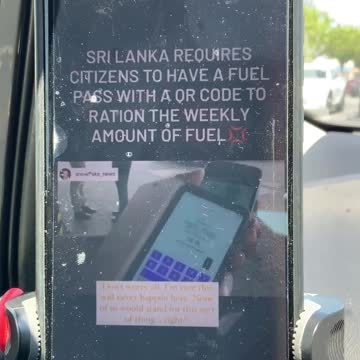 SRI LANKA REQUIRES
CITIZENS TO HAVE A FUEL
PASS WITH A QR CODE TO
RATION THE WEEKLY
AMOUNT OF FUEL
Don't worry all, I'm sure this
will never happen here. None
of us would stand for this sort
of thing... right?